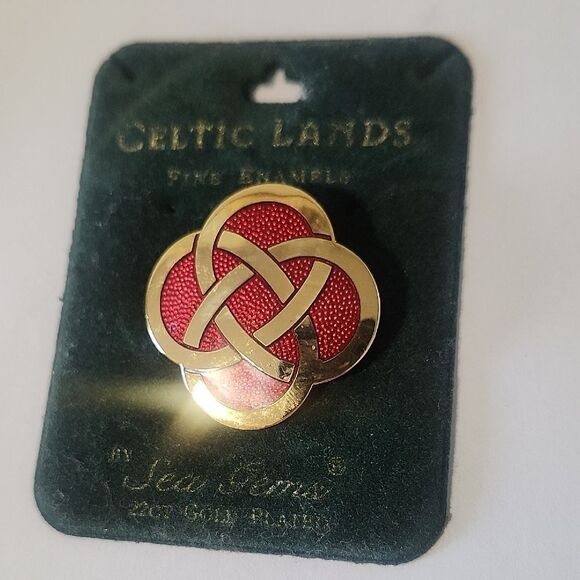 CELTIC LANDS
FINE ENAMELS
BY Sea Gems ®
22CT GOLD PLATED